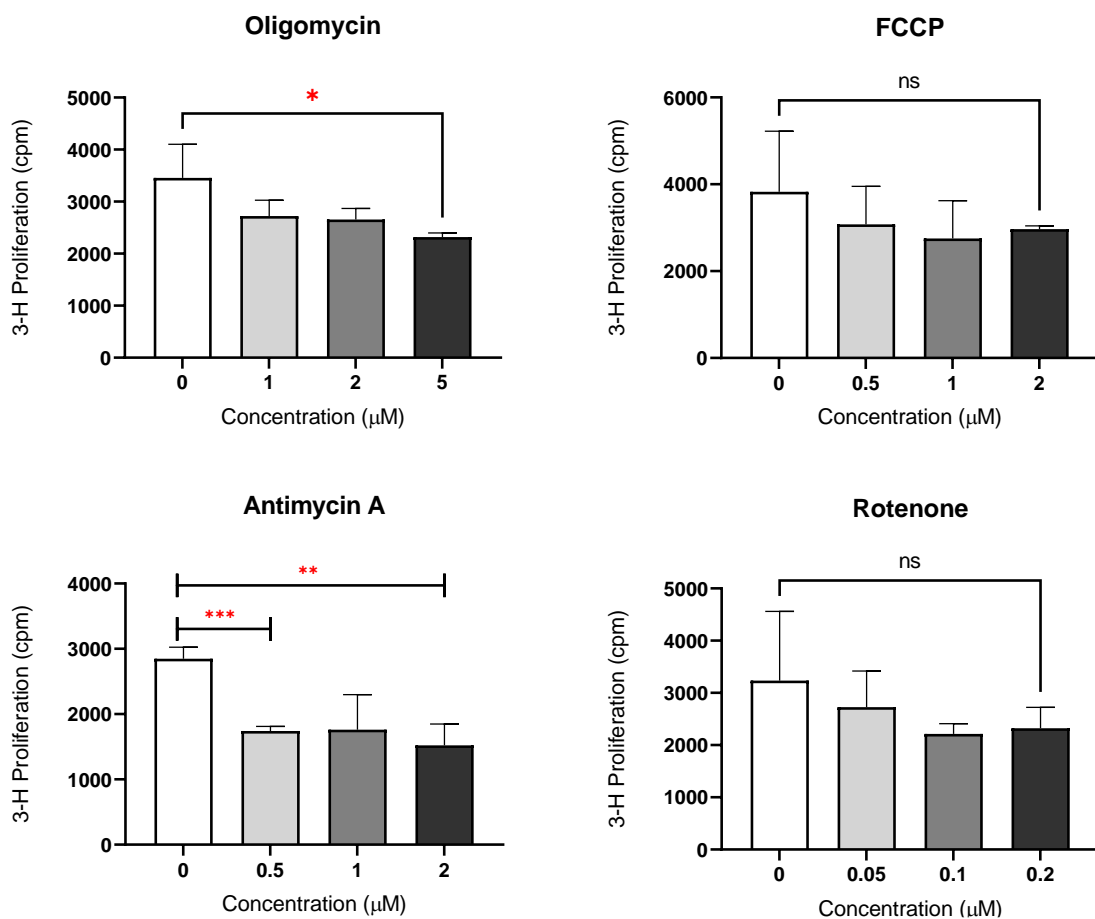 Oligomycin
*
5000
4000
3000
2000
1000
0
3-H Proliferation (cpm)
0 1 2 5
Concentration (μM)
FCCP
ns
6000
4000
2000
0
3-H Proliferation (cpm)
0 0.5 1 2
Concentration (μM)
Antimycin A
**
***
4000
3000
2000
1000
0
3-H Proliferation (cpm)
0 0.5 1 2
Concentration (μM)
Rotenone
ns
5000
4000
3000
2000
1000
0
3-H Proliferation (cpm)
0 0.05 0.1 0.2
Concentration (μM)